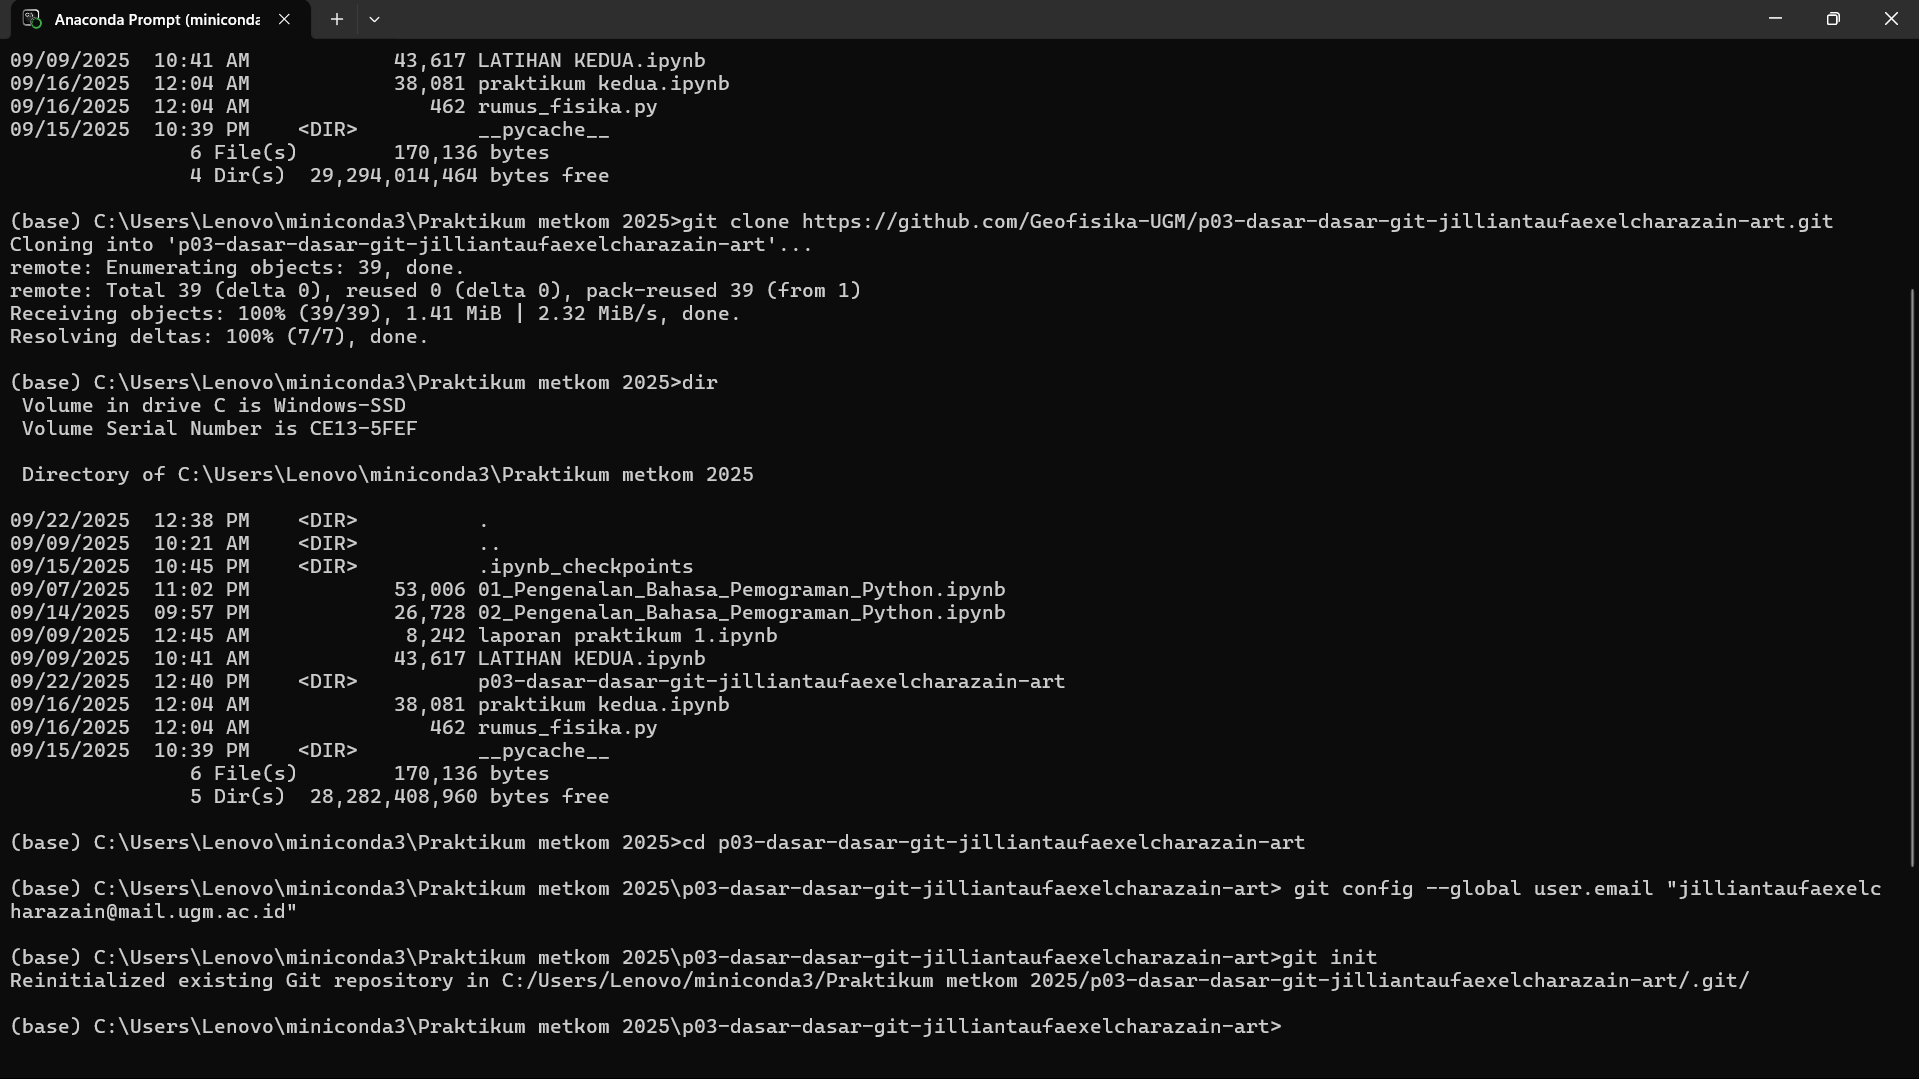 Anaconda Prompt (miniconda
09/09/2025  10:41 AM            43,617 LATIHAN KEDUA.ipynb
09/16/2025  12:04 AM            38,081 praktikum kedua.ipynb
09/16/2025  12:04 AM               462 rumus_fisika.py
09/15/2025  10:39 PM    <DIR>          __pycache__
               6 File(s)        170,136 bytes
               4 Dir(s)  29,294,014,464 bytes free
(base) C:\Users\Lenovo\miniconda3\Praktikum metkom 2025>git clone https://github.com/Geofisika-UGM/p03-dasar-dasar-git-jilliantaufaexelcharazain-art.git
Cloning into 'p03-dasar-dasar-git-jilliantaufaexelcharazain-art'...
remote: Enumerating objects: 39, done.
remote: Total 39 (delta 0), reused 0 (delta 0), pack-reused 39 (from 1)
Receiving objects: 100% (39/39), 1.41 MiB | 2.32 MiB/s, done.
Resolving deltas: 100% (7/7), done.
(base) C:\Users\Lenovo\miniconda3\Praktikum metkom 2025>dir
 Volume in drive C is Windows-SSD
 Volume Serial Number is CE13-5FEF
 Directory of C:\Users\Lenovo\miniconda3\Praktikum metkom 2025
09/22/2025  12:38 PM    <DIR>          .
09/09/2025  10:21 AM    <DIR>          ..
09/15/2025  10:45 PM    <DIR>          .ipynb_checkpoints
09/07/2025  11:02 PM            53,006 01_Pengenalan_Bahasa_Pemograman_Python.ipynb
09/14/2025  09:57 PM            26,728 02_Pengenalan_Bahasa_Pemograman_Python.ipynb
09/09/2025  12:45 AM             8,242 laporan praktikum 1.ipynb
09/09/2025  10:41 AM            43,617 LATIHAN KEDUA.ipynb
09/22/2025  12:40 PM    <DIR>          p03-dasar-dasar-git-jilliantaufaexelcharazain-art
09/16/2025  12:04 AM            38,081 praktikum kedua.ipynb
09/16/2025  12:04 AM               462 rumus_fisika.py
09/15/2025  10:39 PM    <DIR>          __pycache__
               6 File(s)        170,136 bytes
               5 Dir(s)  28,282,408,960 bytes free
(base) C:\Users\Lenovo\miniconda3\Praktikum metkom 2025>cd p03-dasar-dasar-git-jilliantaufaexelcharazain-art
(base) C:\Users\Lenovo\miniconda3\Praktikum metkom 2025\p03-dasar-dasar-git-jilliantaufaexelcharazain-art> git config --global user.email "jilliantaufaexelc
harazain@mail.ugm.ac.id"
(base) C:\Users\Lenovo\miniconda3\Praktikum metkom 2025\p03-dasar-dasar-git-jilliantaufaexelcharazain-art>git init
Reinitialized existing Git repository in C:/Users/Lenovo/miniconda3/Praktikum metkom 2025/p03-dasar-dasar-git-jilliantaufaexelcharazain-art/.git/
(base) C:\Users\Lenovo\miniconda3\Praktikum metkom 2025\p03-dasar-dasar-git-jilliantaufaexelcharazain-art>